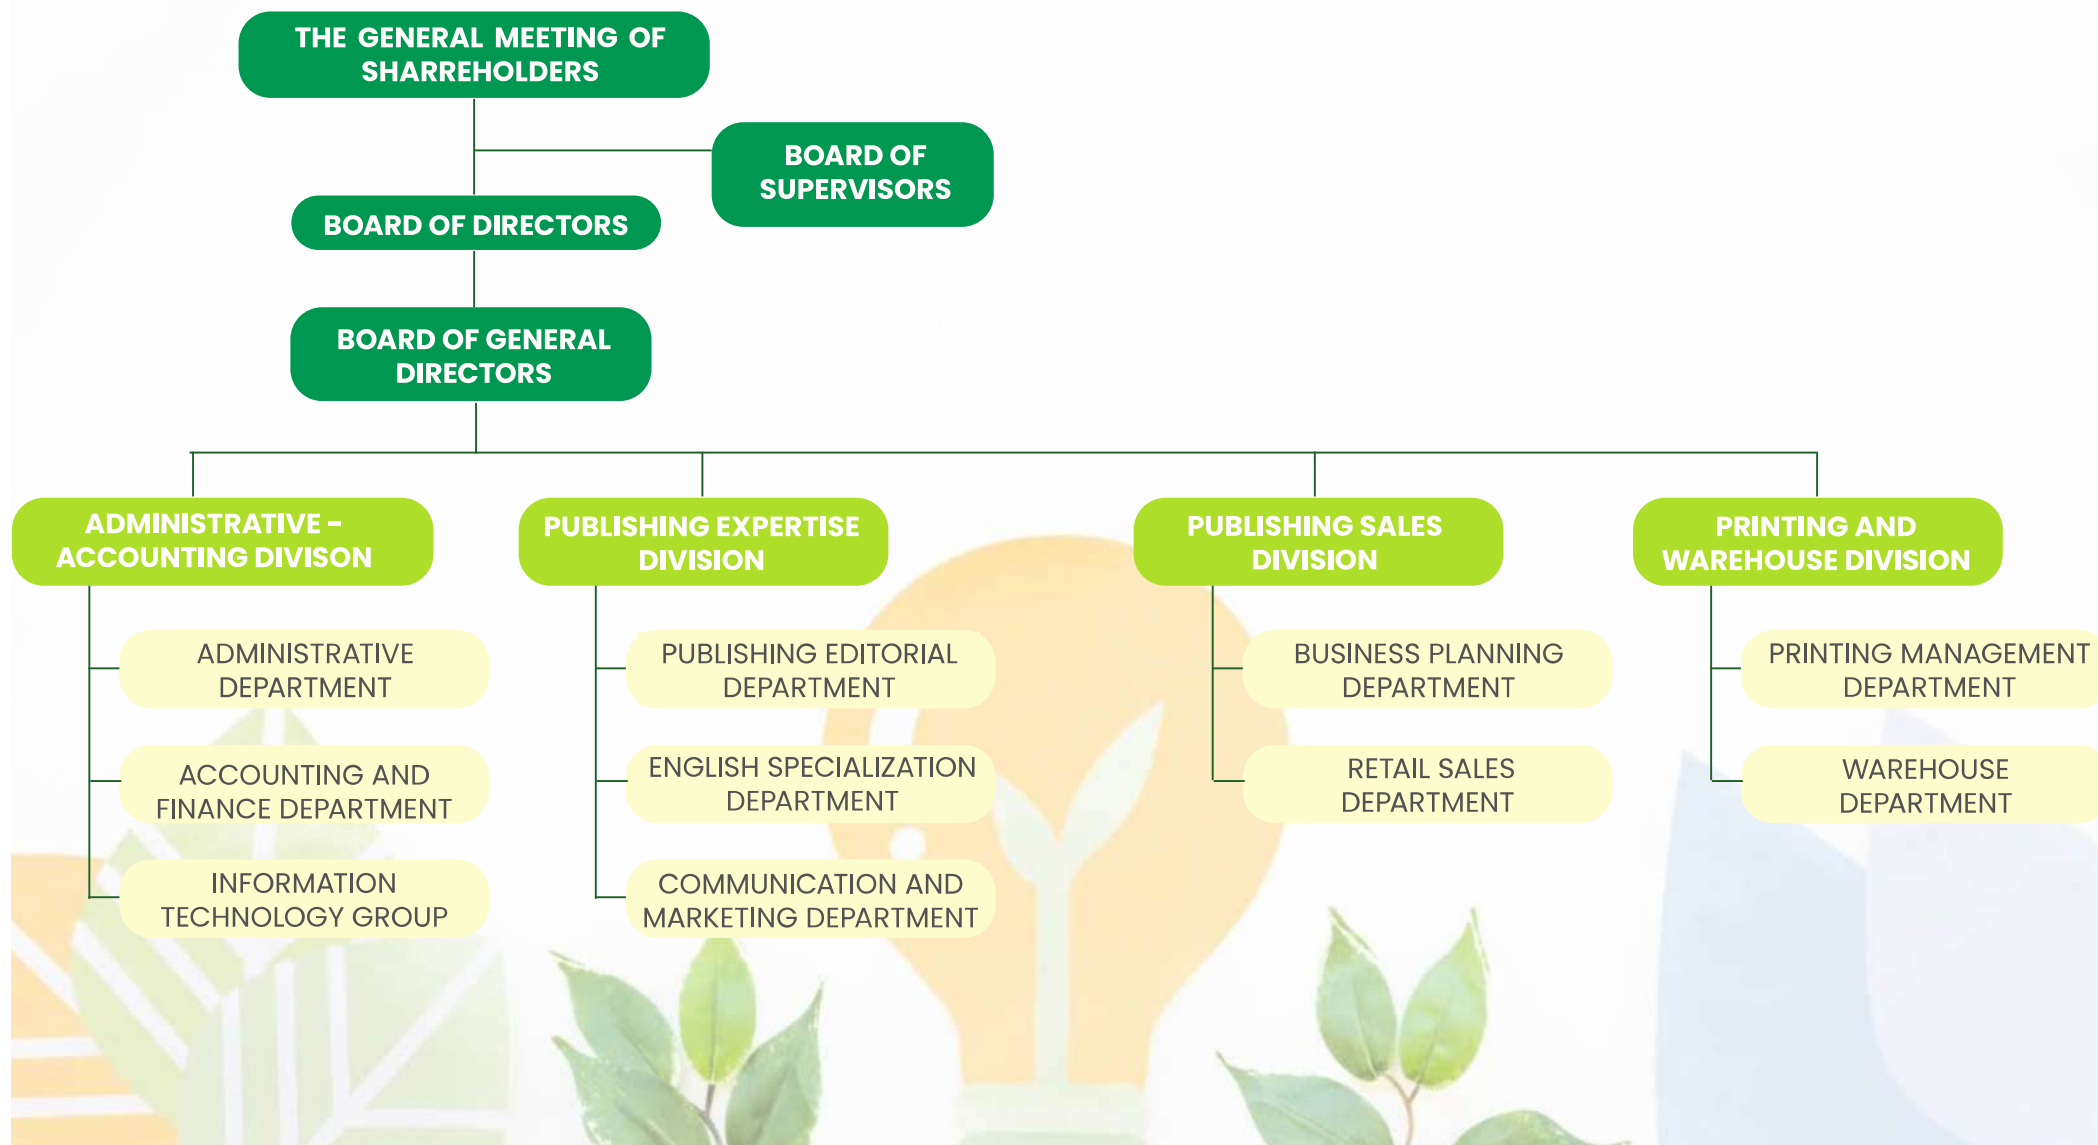 THE GENERAL MEETING OF
SHARREHOLDERS
BOARD OF
SUPERVISORS
BOARD OF DIRECTORS
BOARD OF GENERAL
DIRECTORS
ADMINISTRATIVE -
ACCOUNTING DIVISON
ADMINISTRATIVE
DEPARTMENT
ACCOUNTING AND
FINANCE DEPARTMENT
INFORMATION
TECHNOLOGY GROUP
PUBLISHING EXPERTISE
DIVISION
PUBLISHING EDITORIAL
DEPARTMENT
ENGLISH SPECIALIZATION
DEPARTMENT
COMMUNICATION AND
MARKETING DEPARTMENT
PUBLISHING SALES
DIVISION
BUSINESS PLANNING
DEPARTMENT
RETAIL SALES
DEPARTMENT
PRINTING AND
WAREHOUSE DIVISION
PRINTING MANAGEMENT
DEPARTMENT
WAREHOUSE
DEPARTMENT